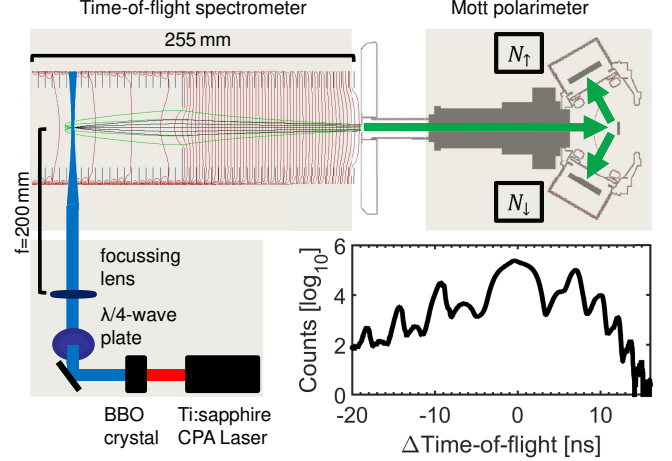 Time-of-flight spectrometer
Mott polarimeter
255 mm
N↑
N↓
f=200 mm
focussing
lens
λ/4-wave
plate
BBO
crystal
Ti:sapphire
CPA Laser
Counts [log10]
6
4
2
0
-20
-10
0
10
ΔTime-of-flight [ns]